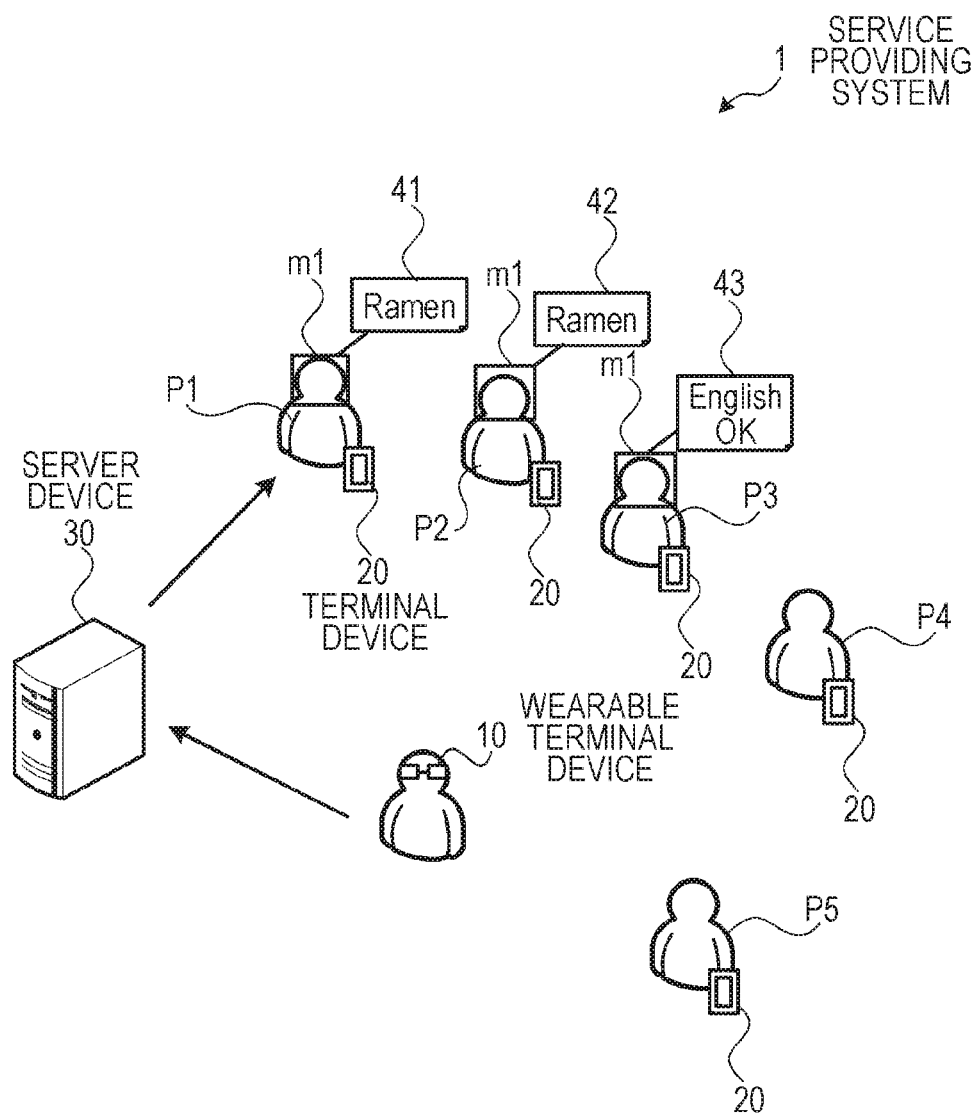 SERVICE
1 PROVIDING
SYSTEM
41
42
m1
Ramen
m1
Ramen
43
m1
English
OK
P1
SERVER
DEVICE
30
P2
P3
20
TERMINAL
DEVICE
20
20
P4
WEARABLE
10 TERMINAL
DEVICE
20
P5
20